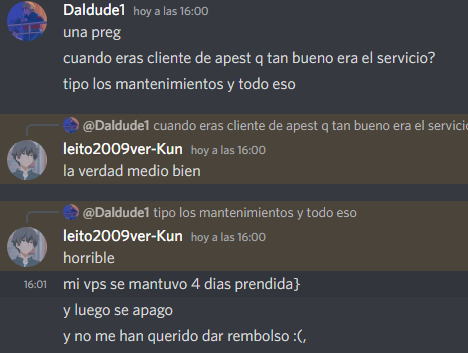 Daldude1 hoy a las 16:00
una preg
cuando eras cliente de apest q tan bueno era el servicio?
tipo los mantenimientos y todo eso
@Daldude1 cuando eras cliente de apest q tan bueno era el servicio
leito2009ver-Kun hoy a las 16:00
la verdad medio bien
@Daldude1 tipo los mantenimientos y todo eso
leito2009ver-Kun hoy a las 16:00
horrible
16:01 mi vps se mantuvo 4 dias prendida}
y luego se apago
y no me han querido dar rembolso :(,